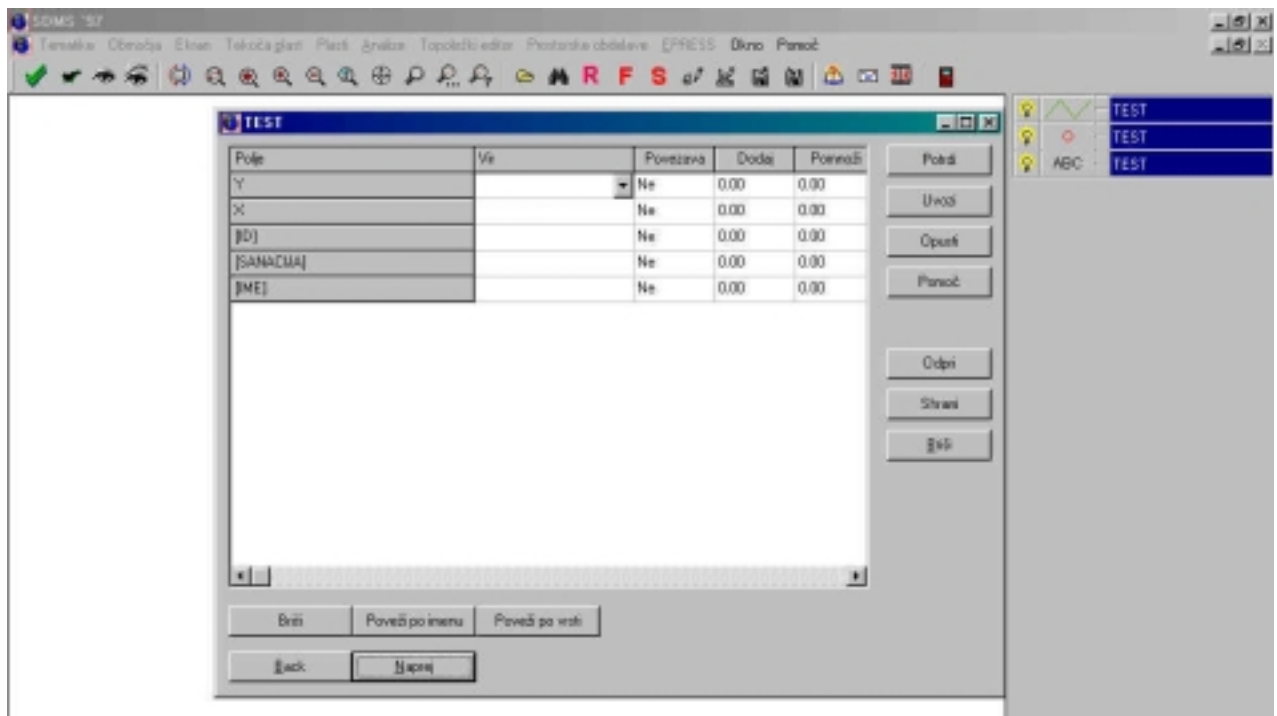 SDMS '97
Tematike Območja Ekran Tekoča plast Plasti Analize Topološki editor Prostorske obdelave EPRESS Okno Pomoč
R F S
TEST
Polje Vir Povezava Dodaj Pomnoži
Y Ne 0.00 0.00
X Ne 0.00 0.00
[ID] Ne 0.00 0.00
[SANACIJA] Ne 0.00 0.00
[IME] Ne 0.00 0.00
Potrdi
Uvozi
Opusti
Pomoč
Odpri
Shrani
Briši
Briši Poveži po imenu Poveži po vrsti
Back Naprej
TEST
TEST
ABC TEST